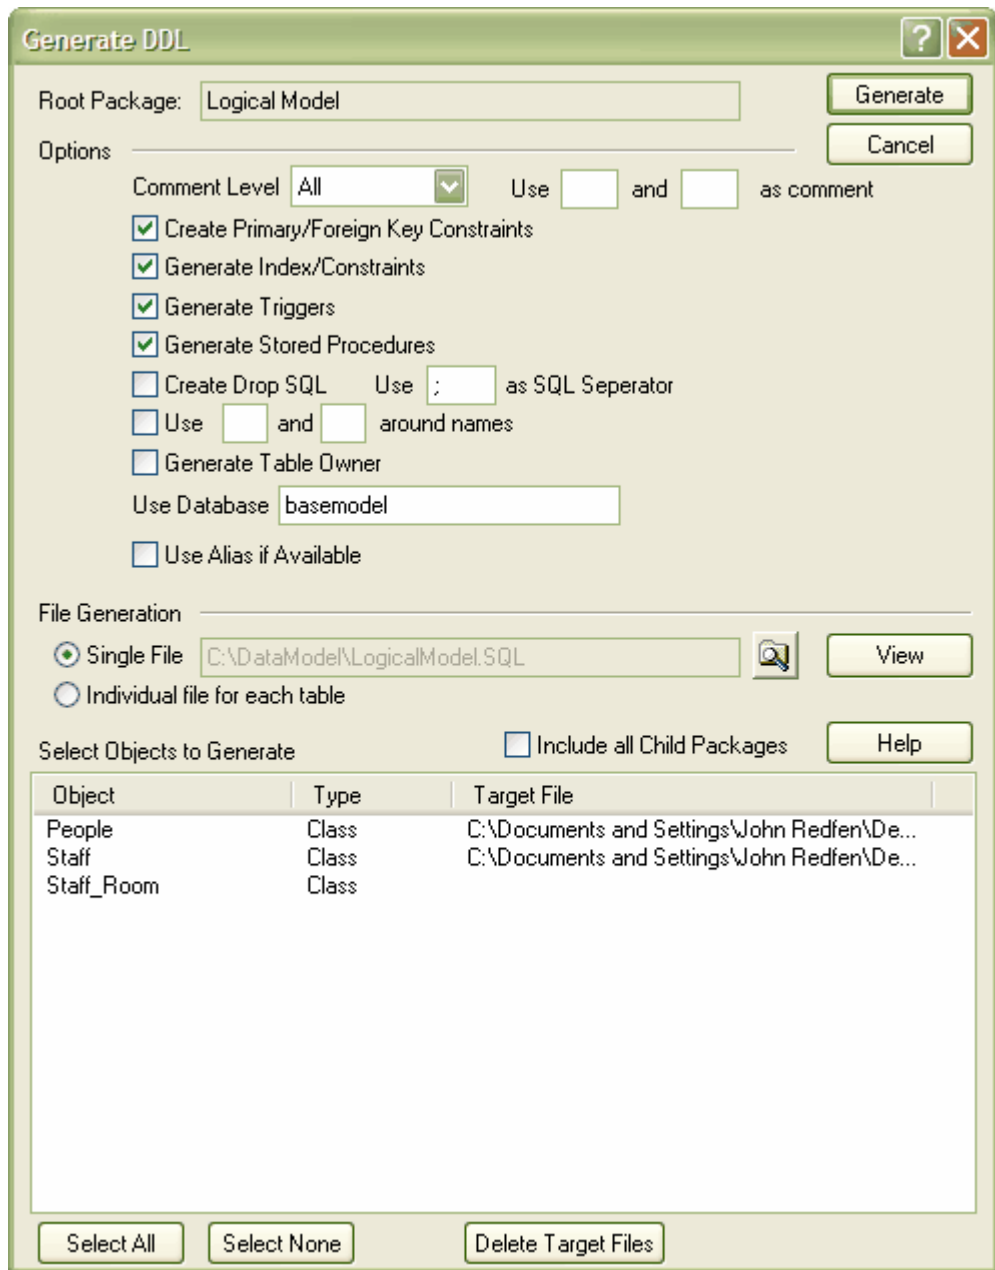 Generate DDL
Root Package: Logical Model Generate
Options Cancel
Comment Level All Use and as comment
Create Primary/Foreign Key Constraints
Generate Index/Constraints
Generate Triggers
Generate Stored Procedures
Create Drop SQL Use ; as SQL Seperator
Use and around names
Generate Table Owner
Use Database basemodel
Use Alias if Available
File Generation
Single File C:\DataModel\LogicalModel.SQL View
Individual file for each table
Select Objects to Generate Include all Child Packages Help
Object Type Target File
People Class C:\Documents and Settings\John Redfen\De...
Staff Class C:\Documents and Settings\John Redfen\De...
Staff_Room Class
Select All Select None Delete Target Files